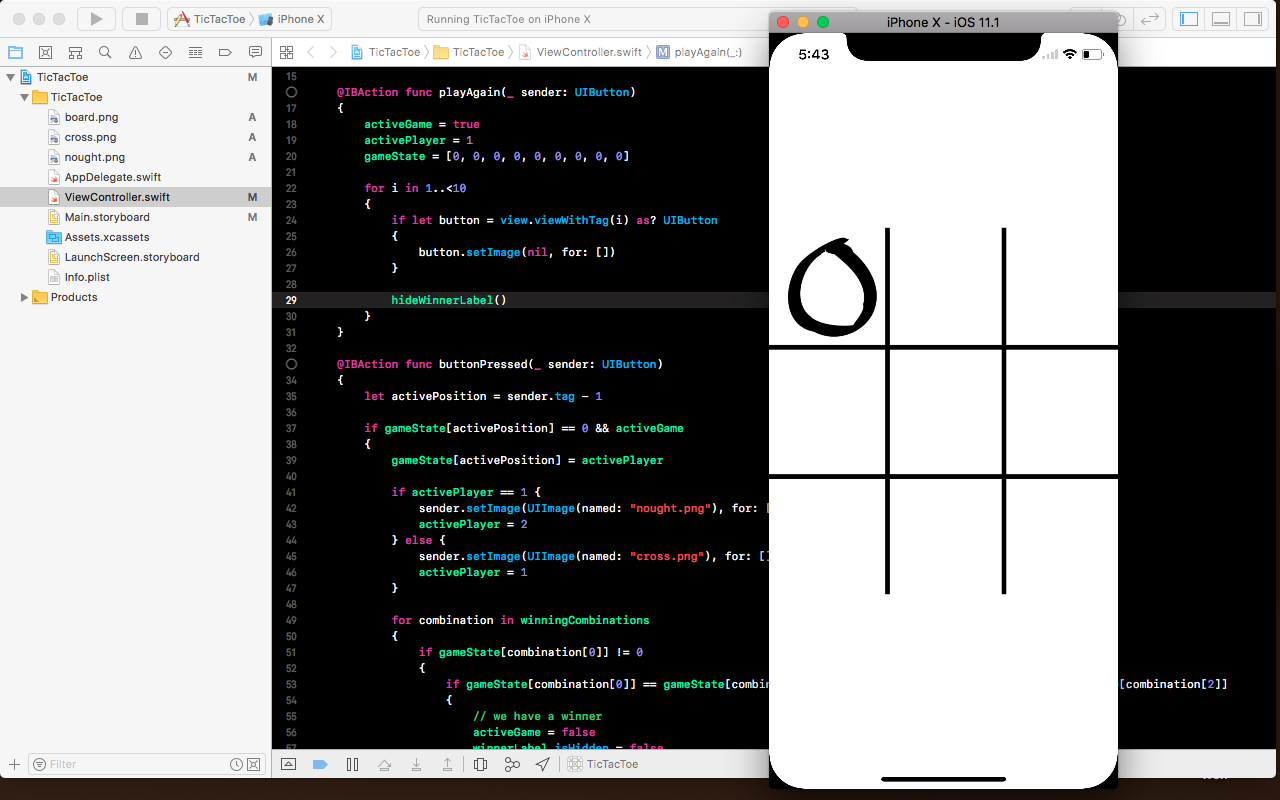 TicTacToe
iPhone X
Running TicTacToe on iPhone X
iPhone X - iOS 11.1
5:43
TicTacToe
TicTacToe
ViewController.swift
M
playAgain(_:)
TicTacToe M
TicTacToe
board.png A
cross.png A
nought.png A
AppDelegate.swift
ViewController.swift M
Main.storyboard M
Assets.xcassets
LaunchScreen.storyboard
Info.plist
Products
15
@IBAction func playAgain(_ sender: UIButton)
17 {
18 activeGame = true
19 activePlayer = 1
20 gameState = [0, 0, 0, 0, 0, 0, 0, 0, 0]
21
22 for i in 1..<10
23 {
24 if let button = view.viewWithTag(i) as? UIButton
25 {
26 button.setImage(nil, for: [])
27 }
28
29 hideWinnerLabel()
30 }
31 }
32
@IBAction func buttonPressed(_ sender: UIButton)
34 {
35 let activePosition = sender.tag - 1
36
37 if gameState[activePosition] == 0 && activeGame
38 {
39 gameState[activePosition] = activePlayer
40
41 if activePlayer == 1 {
42 sender.setImage(UIImage(named: "nought.png"), for: [
43 activePlayer = 2
44 } else {
45 sender.setImage(UIImage(named: "cross.png"), for: []
46 activePlayer = 1
47 }
48
49 for combination in winningCombinations
50 {
51 if gameState[combination[0]] != 0
52 {
53 if gameState[combination[0]] == gameState[combin [combination[2]]
54 {
55 // we have a winner
56 activeGame = false
57 winnerLabel.isHidden = false
Filter
TicTacToe